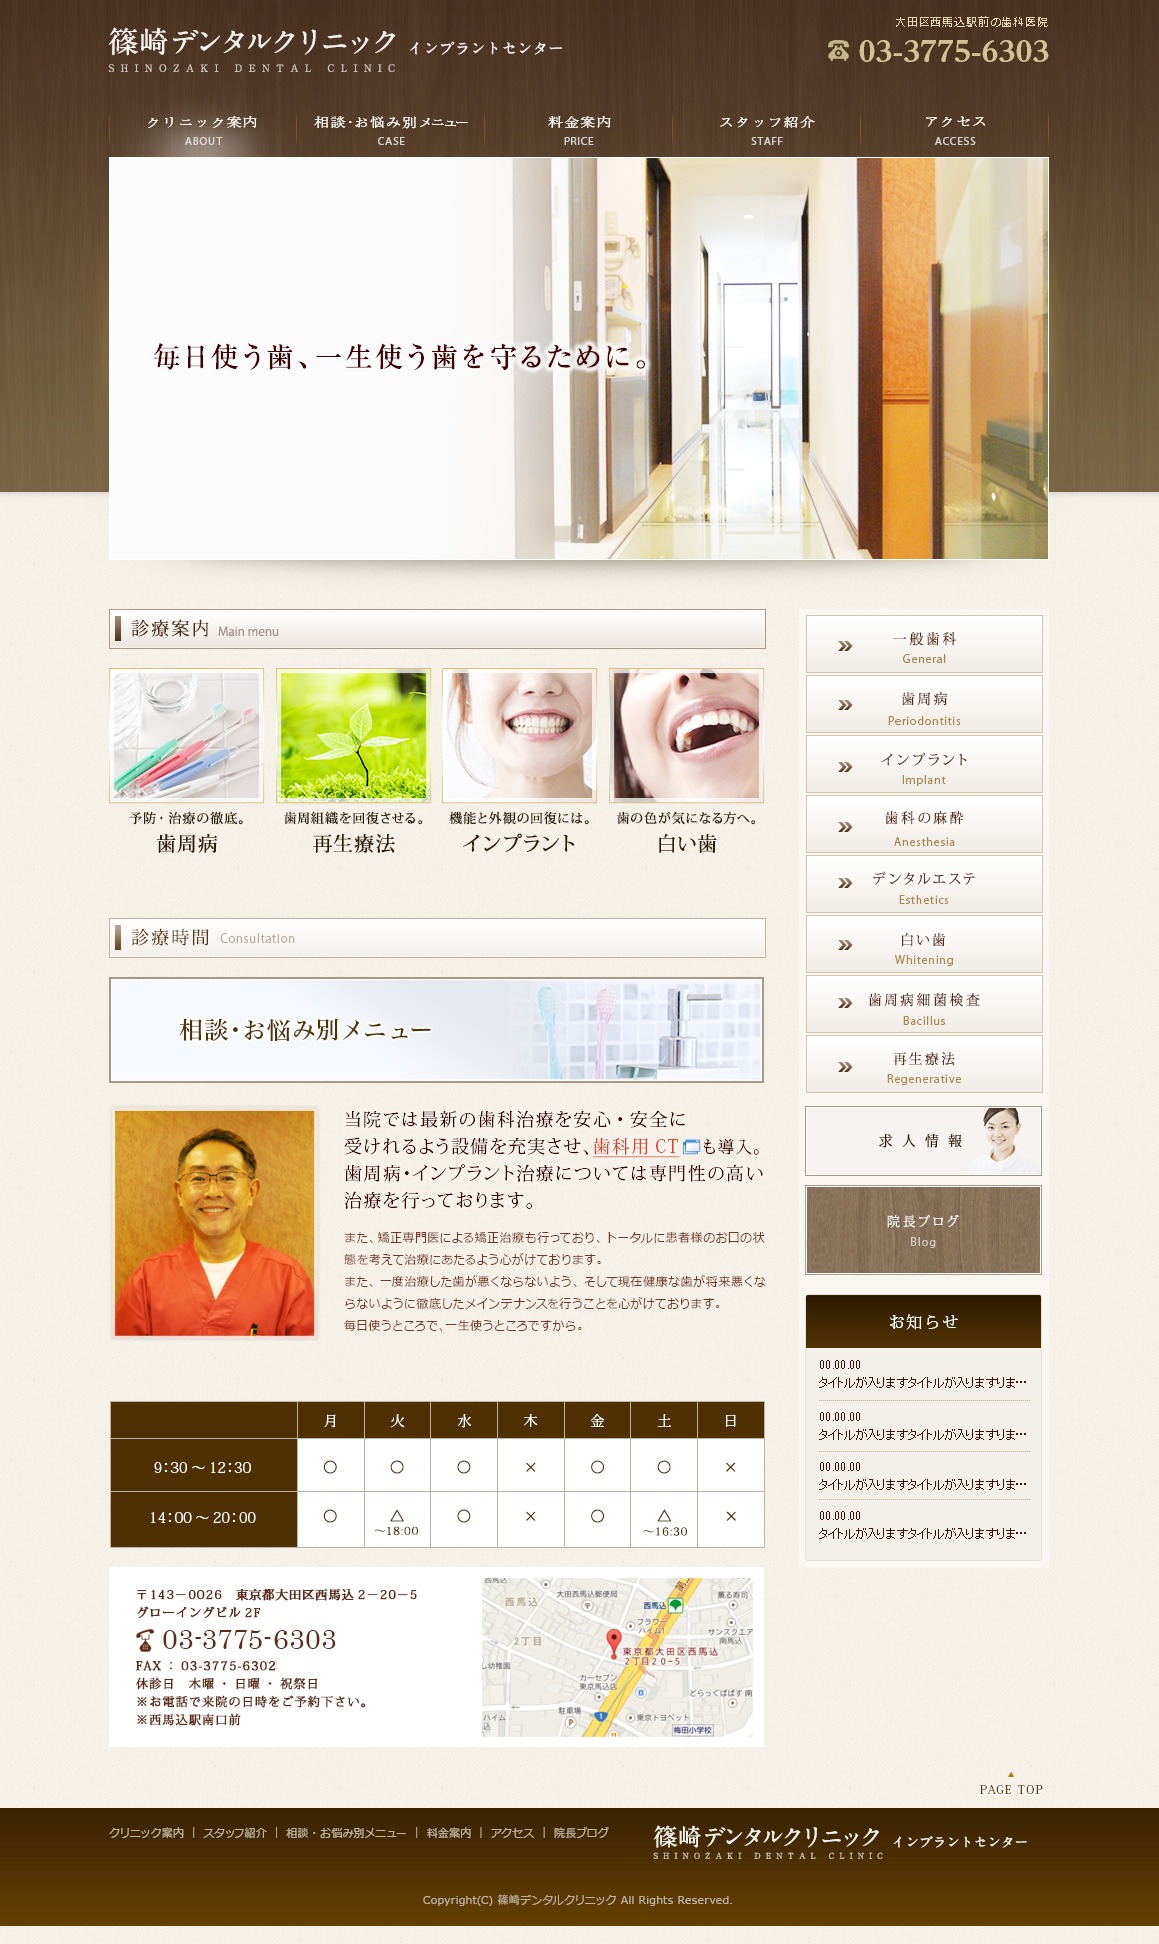 篠崎デンタルクリニック インプラントセンター
SHINOZAKI DENTAL CLINIC
大田区西馬込駅前の歯科医院
03-3775-6303
クリニック案内
ABOUT
相談・お悩み別メニュー
CASE
料金案内
PRICE
スタッフ紹介
STAFF
アクセス
ACCESS
毎日使う歯、一生使う歯を守るために。
診療案内 Main menu
予防・治療の徹底。
歯周病
歯周組織を回復させる。
再生療法
機能と外観の回復には。
インプラント
歯の色が気になる方へ。
白い歯
診療時間 Consultation
相談・お悩み別メニュー
当院では最新の歯科治療を安心・安全に
受けれるよう設備を充実させ、歯科用 CT も導入。
歯周病・インプラント治療については専門性の高い
治療を行っております。
また、矯正専門医による矯正治療も行っており、トータルに患者様のお口の状
態を考えて治療にあたるよう心がけております。
また、一度治療した歯が悪くならないよう、そして現在健康な歯が将来悪くな
らないように徹底したメインテナンスを行うことを心がけております。
毎日使うところで、一生使うところですから。
月 火 水 木 金 土 日
9:30～12:30 ○ ○ ○ × ○ ○ ×
14:00～20:00 ○ △ ～18:00 ○ × ○ △ ～16:30 ×
〒143－0026 東京都大田区西馬込 2－20－5
グローイングビル 2F
03-3775-6303
FAX : 03-3775-6302
休診日 木曜・日曜・祝祭日
※お電話で来院の日時をご予約下さい。
※西馬込駅南口前
西馬込
大田西馬込郵便局
西馬込
西馬込
第二
鮨る寿司
フラワー
ハイム1
サンスクエア
南馬込
2丁目
東京都大田区西馬込
2丁目20−5
し幼稚園
カーセブン
東京馬込店
どらっぐぱぱす 南
駐車場
P
1
東京トヨペット
梅田小学校
ハイム
込
一般歯科
General
歯周病
Periodontitis
インプラント
Implant
歯科の麻酔
Anesthesia
デンタルエステ
Esthetics
白い歯
Whitening
歯周病細菌検査
Bacillus
再生療法
Regenerative
求人情報
院長ブログ
Blog
お知らせ
00.00.00
タイトルが入りますタイトルが入りますりま…
00.00.00
タイトルが入りますタイトルが入りますりま…
00.00.00
タイトルが入りますタイトルが入りますりま…
00.00.00
タイトルが入りますタイトルが入りますりま…
PAGE TOP
クリニック案内 | スタッフ紹介 | 相談・お悩み別メニュー | 料金案内 | アクセス | 院長ブログ
篠崎デンタルクリニック インプラントセンター
SHINOZAKI DENTAL CLINIC
Copyright(C) 篠崎デンタルクリニック All Rights Reserved.